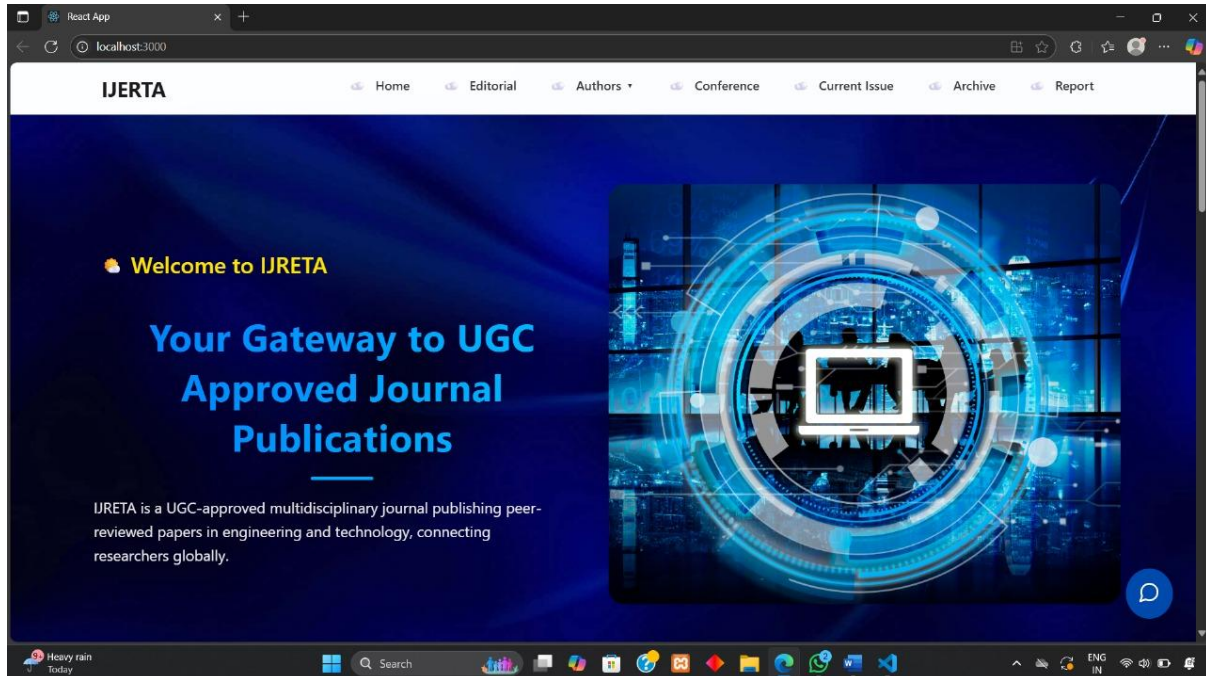 React App
localhost:3000
IJERTA
Home
Editorial
Authors
Conference
Current Issue
Archive
Report
Welcome to IJRETA
Your Gateway to UGC
Approved Journal
Publications
IJRETA is a UGC-approved multidisciplinary journal publishing peer-
reviewed papers in engineering and technology, connecting
researchers globally.
Heavy rain
Today
Search
ENG
IN